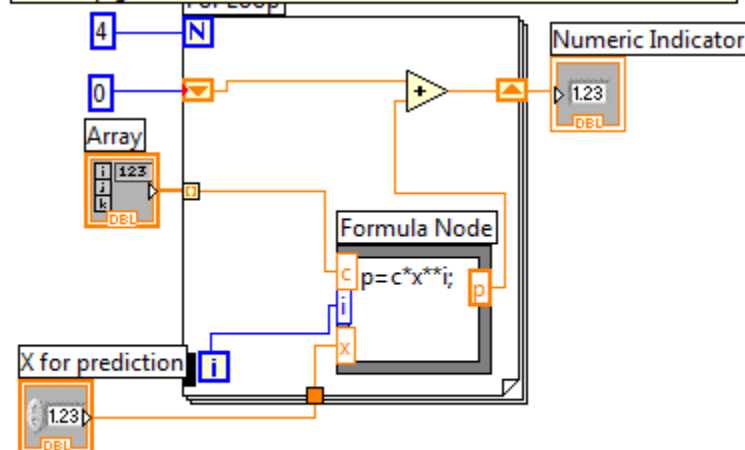 For Loop
4
N
Numeric Indicator
0
+
1.23
DBL
Array
i
j
k
123
DBL
Formula Node
c
p=c*x**i;
p
i
x
X for prediction
i
1.23
DBL